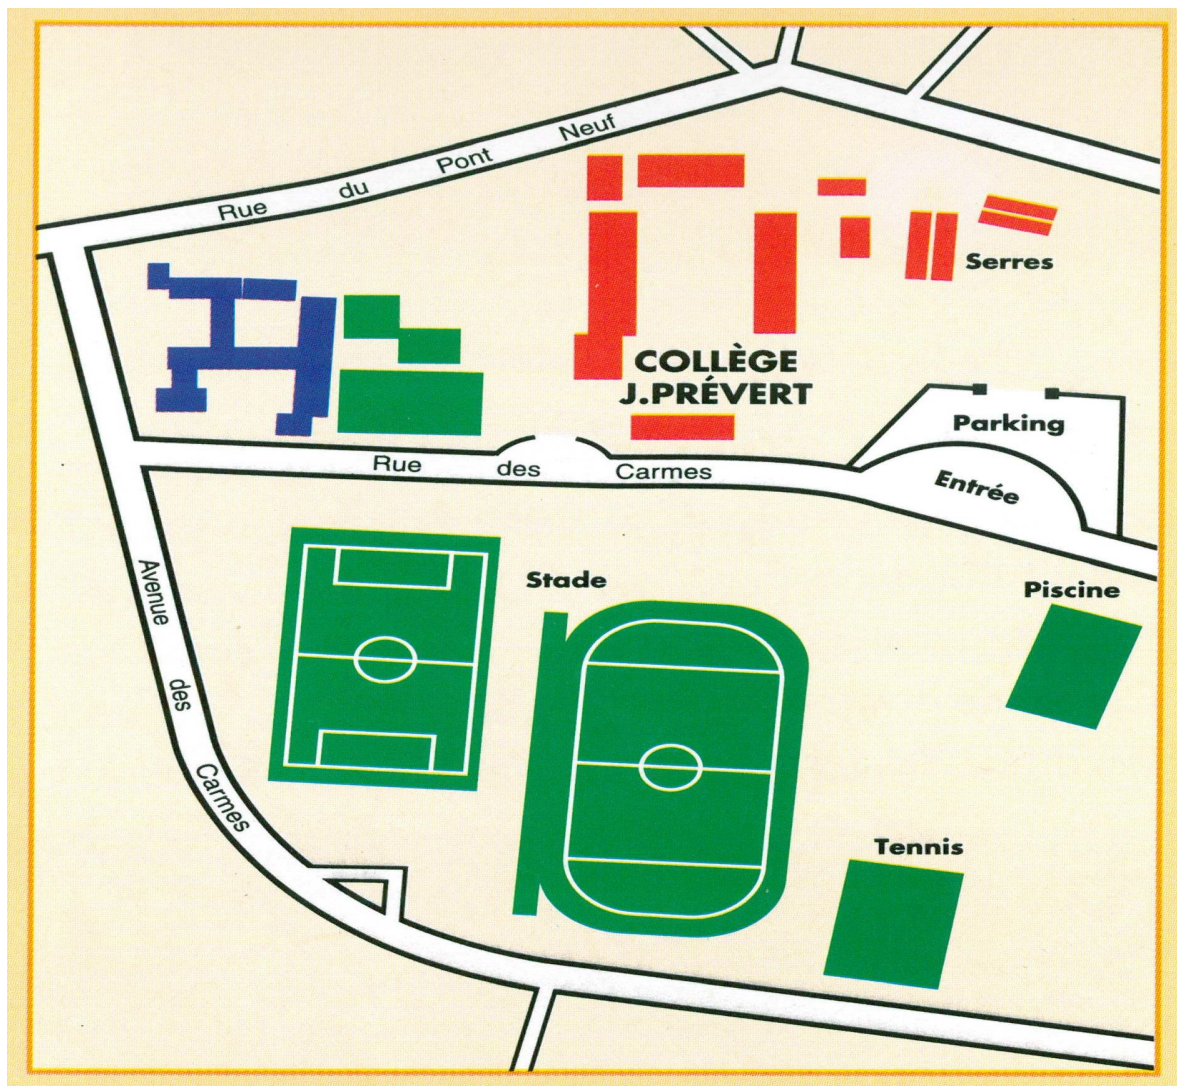 Rue du Pont Neuf
Serres
COLLÈGE
J.PRÉVERT
Parking
Entrée
Rue des Carmes
Stade
Piscine
Avenue des Carmes
Tennis